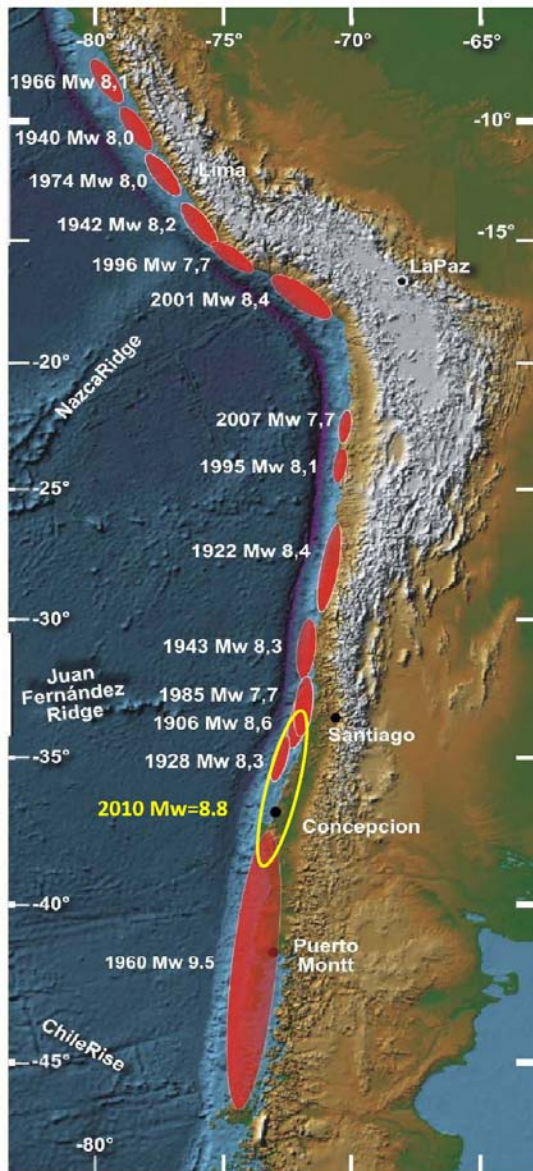 -80° -75° -70° -65°
1966 Mw 8,1
-10°
1940 Mw 8,0
Lima
1974 Mw 8,0
1942 Mw 8,2
-15°
1996 Mw 7,7
LaPaz
2001 Mw 8,4
-20°
NazcaRidge
2007 Mw 7,7
1995 Mw 8,1
-25°
1922 Mw 8,4
-30°
1943 Mw 8,3
Juan
Fernández
Ridge
1985 Mw 7,7
1906 Mw 8,6
Santiago
-35°
1928 Mw 8,3
2010 Mw=8.8
Concepcion
-40°
1960 Mw 9.5
Puerto
Montt
ChileRise
-45°
-80° -75° -70° -65°